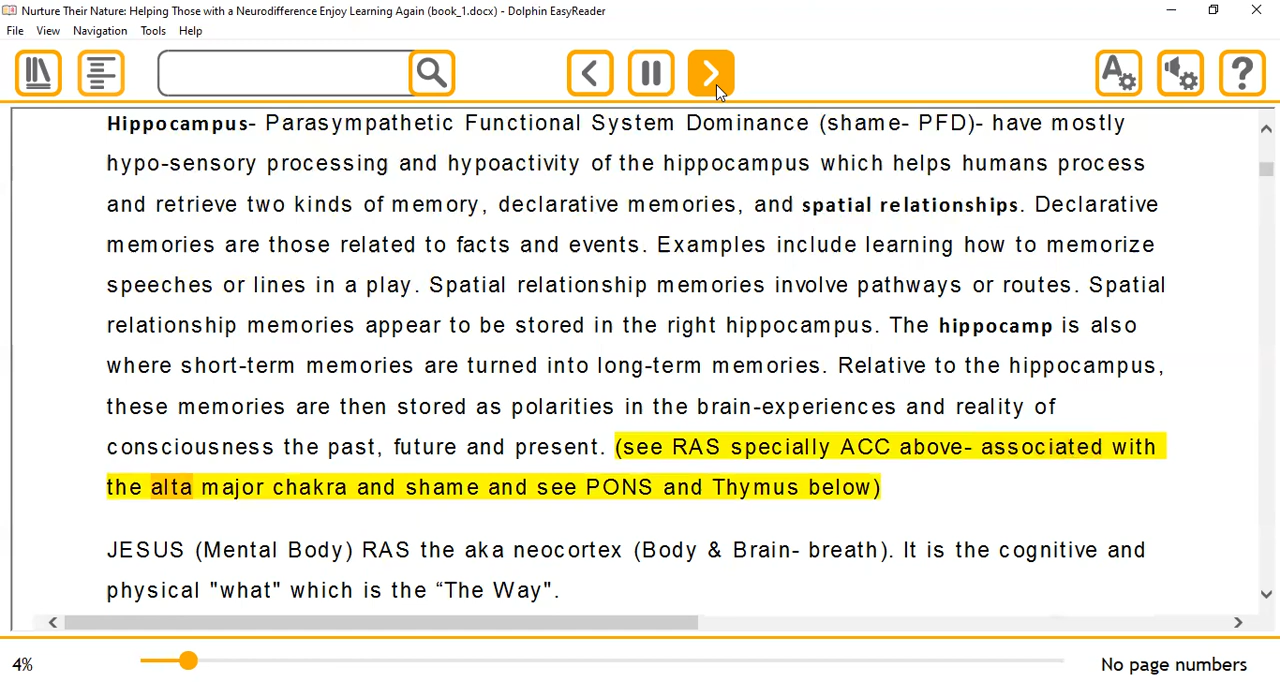 Nurture Their Nature: Helping Those with a Neurodifference Enjoy Learning Again (book_1.docx) - Dolphin EasyReader
File View Navigation Tools Help
Hippocampus- Parasympathetic Functional System Dominance (shame- PFD)- have mostly
hypo-sensory processing and hypoactivity of the hippocampus which helps humans process
and retrieve two kinds of memory, declarative memories, and spatial relationships. Declarative
memories are those related to facts and events. Examples include learning how to memorize
speeches or lines in a play. Spatial relationship memories involve pathways or routes. Spatial
relationship memories appear to be stored in the right hippocampus. The hippocamp is also
where short-term memories are turned into long-term memories. Relative to the hippocampus,
these memories are then stored as polarities in the brain-experiences and reality of
consciousness the past, future and present. (see RAS specially ACC above- associated with
the alta major chakra and shame and see PONS and Thymus below)
JESUS (Mental Body) RAS the aka neocortex (Body & Brain- breath). It is the cognitive and
physical "what" which is the “The Way".
4%
No page numbers